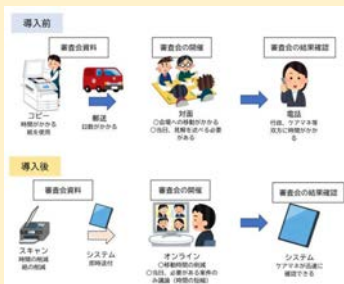 導入前
審査会資料
審査会の開催
審査会の結果確認
コピー
時間がかかる
紙を使用
郵送
日数がかかる
対面
〇会場への移動がかかる
〇当日、見解を述べる必要
がある
電話
行政、ケアマネ等
双方に時間がかか
る
導入後
審査会資料
審査会の開催
審査会の結果確認
スキャン
時間の削減
紙の削減
システム
即時送付
オンライン
〇移動時間の削減
〇当日、必要がある案件の
み議論（時間の短縮）
システム
ケアマネが迅速に
確認できる